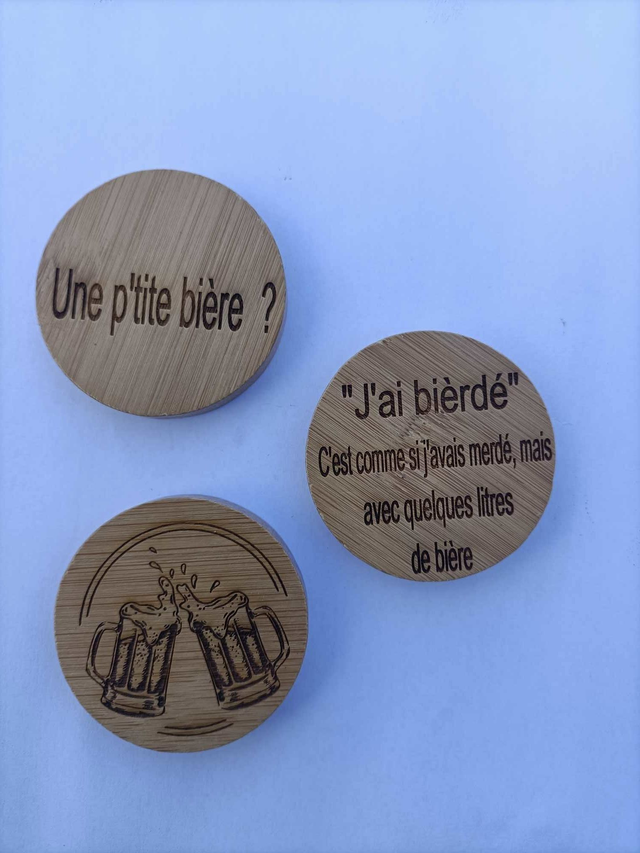 Une p'tite bière ?
"J'ai bièrdé"
C'est comme si j'avais merdé, mais
avec quelques litres
de bière